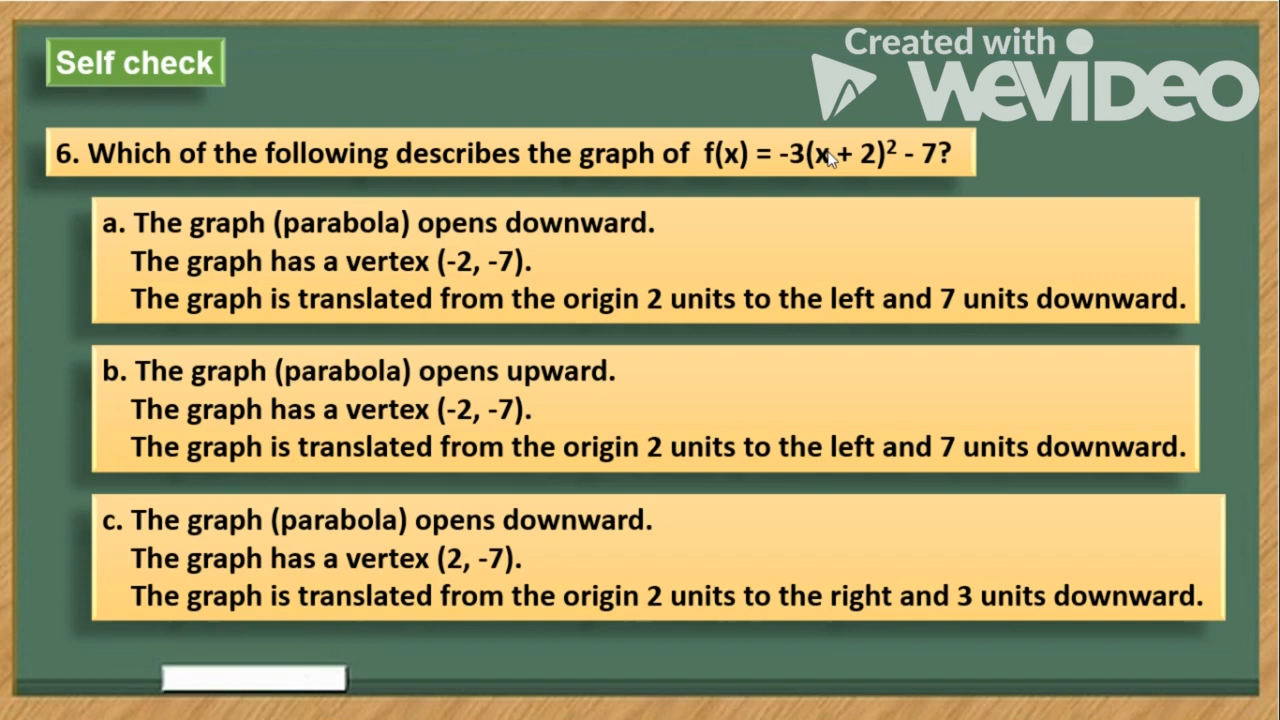 Self check
Created with
WEVIDEO
6. Which of the following describes the graph of f(x) = -3(x + 2)² - 7?
a. The graph (parabola) opens downward.
The graph has a vertex (-2, -7).
The graph is translated from the origin 2 units to the left and 7 units downward.
b. The graph (parabola) opens upward.
The graph has a vertex (-2, -7).
The graph is translated from the origin 2 units to the left and 7 units downward.
c. The graph (parabola) opens downward.
The graph has a vertex (2, -7).
The graph is translated from the origin 2 units to the right and 3 units downward.